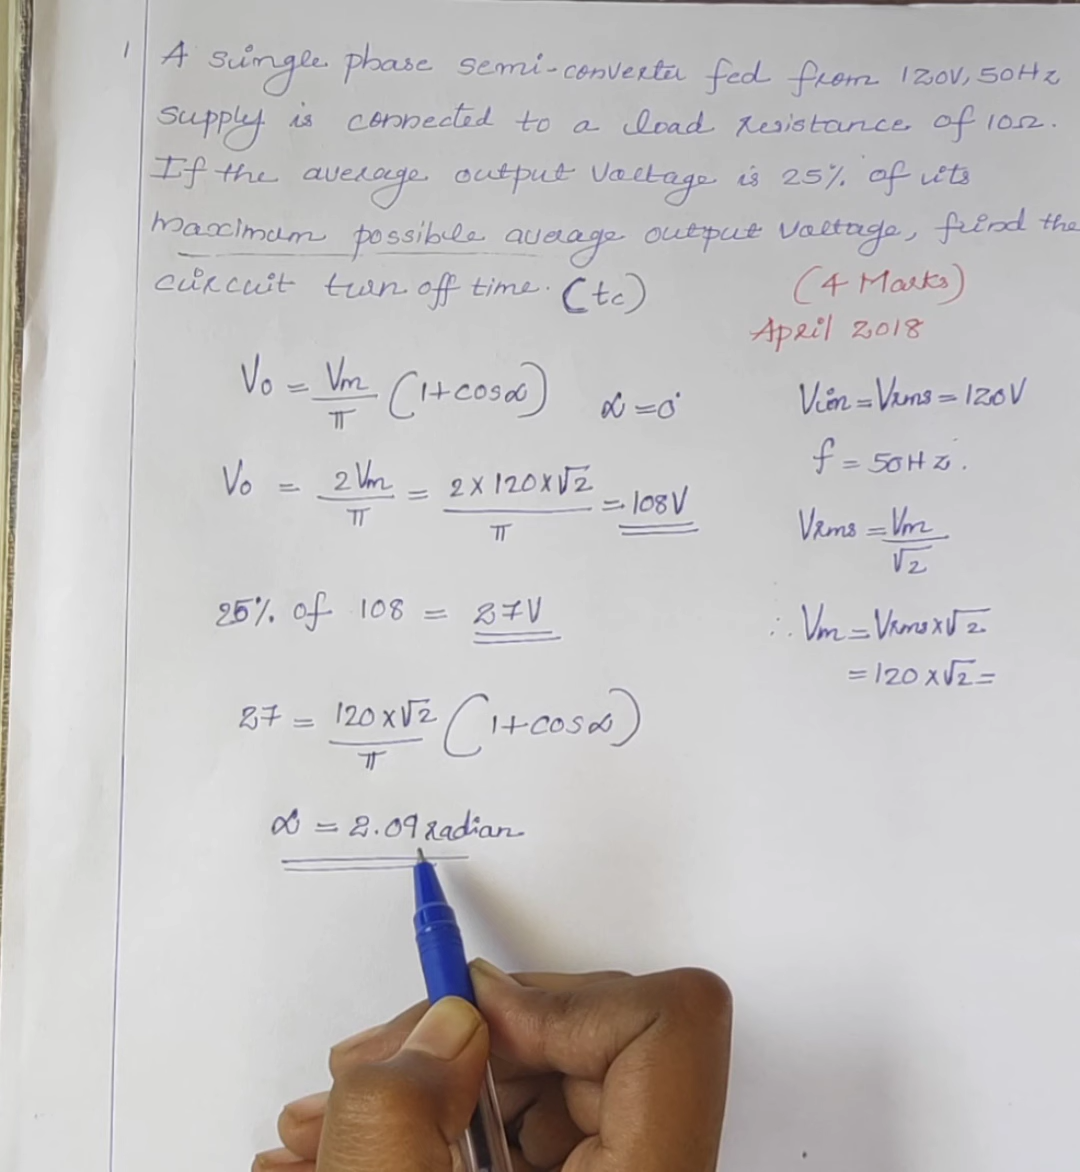 1 A single phase semi-converter fed from 120V, 50Hz
supply is connected to a load resistance of 10Ω.
If the average output voltage is 25% of its
maximum possible average output voltage, find the
circuit turn off time. (tc)
(4 Marks)
April 2018
V₀ = Vm/π (1+cosα) α = 0°
V₀ = 2Vm/π = 2×120×√2/π = 108V
25% of 108 = 27V
27 = 120×√2/π (1+cosα)
α = 2.09 radian
Vin = Vrms = 120V
f = 50Hz.
Vrms = Vm/√2
∴ Vm = Vrms×√2
= 120×√2 =